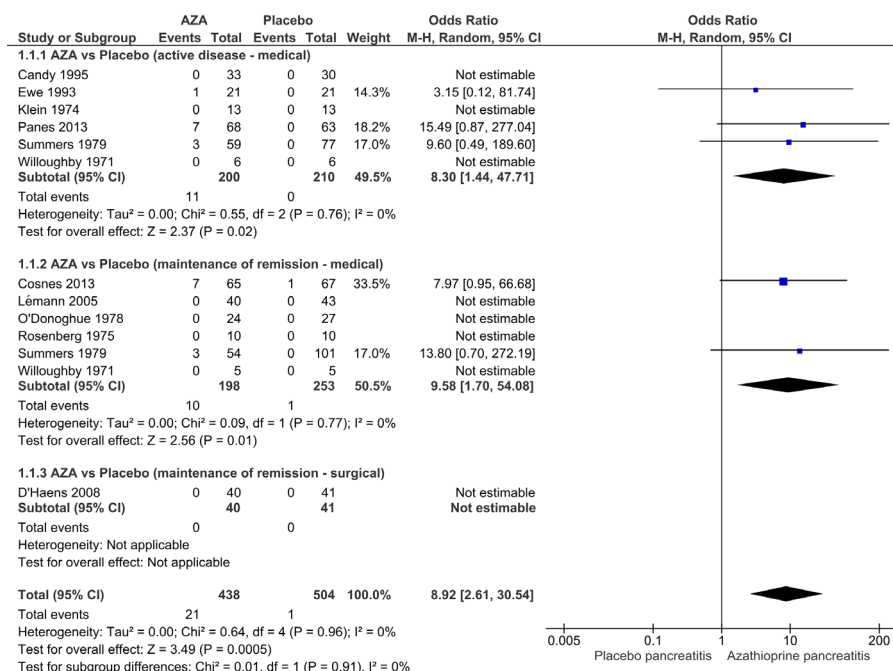 AZA Placebo Odds Ratio Odds Ratio
Study or Subgroup Events Total Events Total Weight M-H, Random, 95% CI M-H, Random, 95% CI
1.1.1 AZA vs Placebo (active disease - medical)
Candy 1995 0 33 0 30 Not estimable
Ewe 1993 1 21 0 21 14.3% 3.15 [0.12, 81.74]
Klein 1974 0 13 0 13 Not estimable
Panes 2013 7 68 0 63 18.2% 15.49 [0.87, 277.04]
Summers 1979 3 59 0 77 17.0% 9.60 [0.49, 189.60]
Willoughby 1971 0 6 0 6 Not estimable
Subtotal (95% CI) 200 210 49.5% 8.30 [1.44, 47.71]
Total events 11 0
Heterogeneity: Tau² = 0.00; Chi² = 0.55, df = 2 (P = 0.76); I² = 0%
Test for overall effect: Z = 2.37 (P = 0.02)
1.1.2 AZA vs Placebo (maintenance of remission - medical)
Cosnes 2013 7 65 1 67 33.5% 7.97 [0.95, 66.68]
Lémann 2005 0 40 0 43 Not estimable
O'Donoghue 1978 0 24 0 27 Not estimable
Rosenberg 1975 0 10 0 10 Not estimable
Summers 1979 3 54 0 101 17.0% 13.80 [0.70, 272.19]
Willoughby 1971 0 5 0 5 Not estimable
Subtotal (95% CI) 198 253 50.5% 9.58 [1.70, 54.08]
Total events 10 1
Heterogeneity: Tau² = 0.00; Chi² = 0.09, df = 1 (P = 0.77); I² = 0%
Test for overall effect: Z = 2.56 (P = 0.01)
1.1.3 AZA vs Placebo (maintenance of remission - surgical)
D'Haens 2008 0 40 0 41 Not estimable
Subtotal (95% CI) 40 41 Not estimable
Total events 0 0
Heterogeneity: Not applicable
Test for overall effect: Not applicable
Total (95% CI) 438 504 100.0% 8.92 [2.61, 30.54]
Total events 21 1
Heterogeneity: Tau² = 0.00; Chi² = 0.64, df = 4 (P = 0.96); I² = 0%
Test for overall effect: Z = 3.49 (P = 0.0005)
Test for subgroup differences: Chi² = 0.01, df = 1 (P = 0.91), I² = 0%
0.005 0.1 1 10 200
Placebo pancreatitis Azathioprine pancreatitis